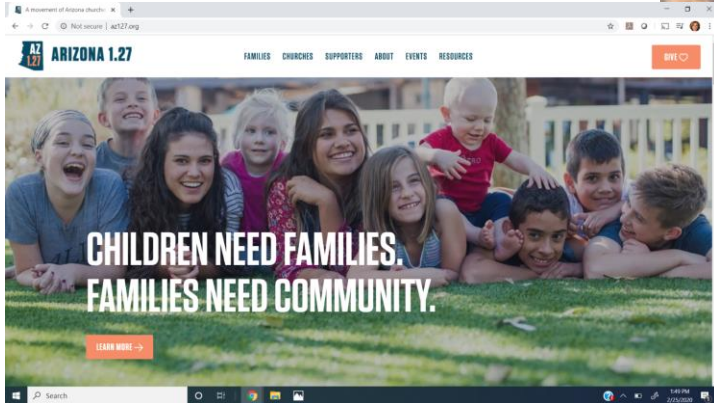 A movement of Arizona churche
Not secure | az127.org
AZ
1.27
ARIZONA 1.27
FAMILIES CHURCHES SUPPORTERS ABOUT EVENTS RESOURCES
GIVE
CHILDREN NEED FAMILIES.
FAMILIES NEED COMMUNITY.
LEARN MORE →
Search
1:49 PM
2/25/2020